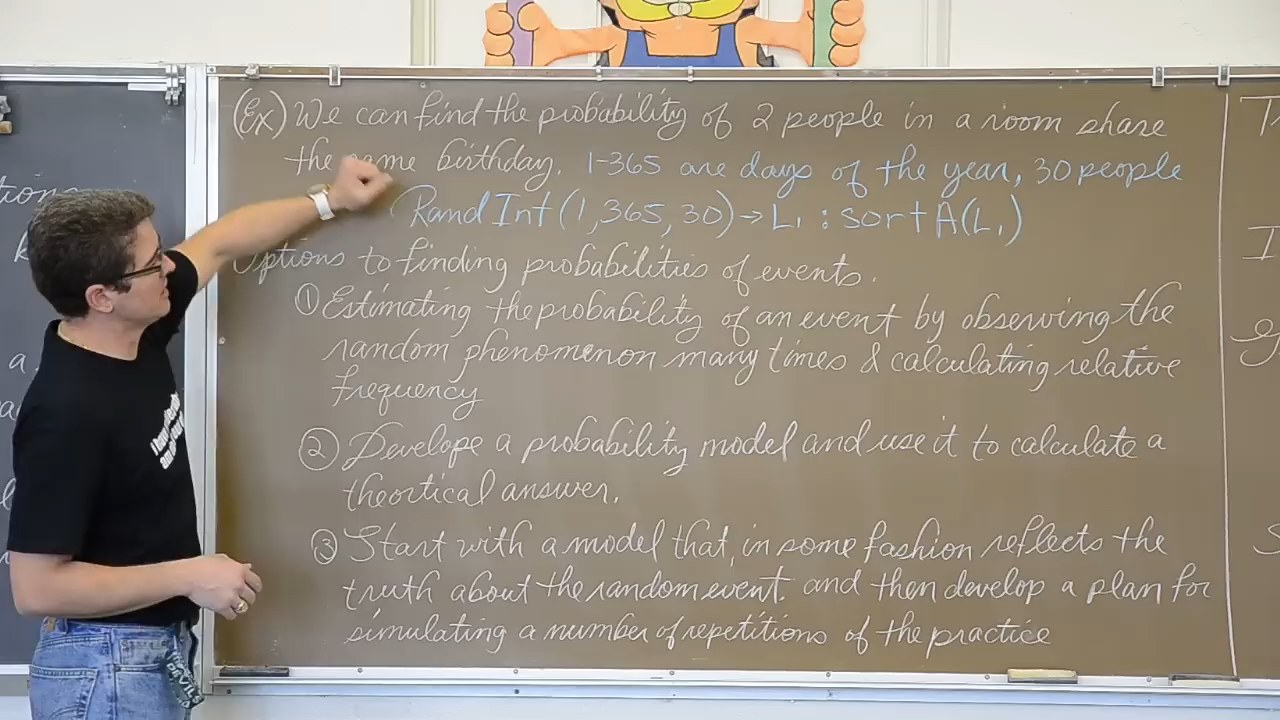 (Ex) We can find the probability of 2 people in a room share
the same birthday. 1-365 are days of the year, 30 people
RandInt(1,365,30)→L₁ : sortA(L₁)
Options to finding probabilities of events.
① Estimating the probability of an event by observing the
random phenomenon many times & calculating relative
frequency
② Develope a probability model and use it to calculate a
theortical answer.
③ Start with a model that, in some fashion reflects the
truth about the random event. and then develop a plan for
simulating a number of repetitions of the practice